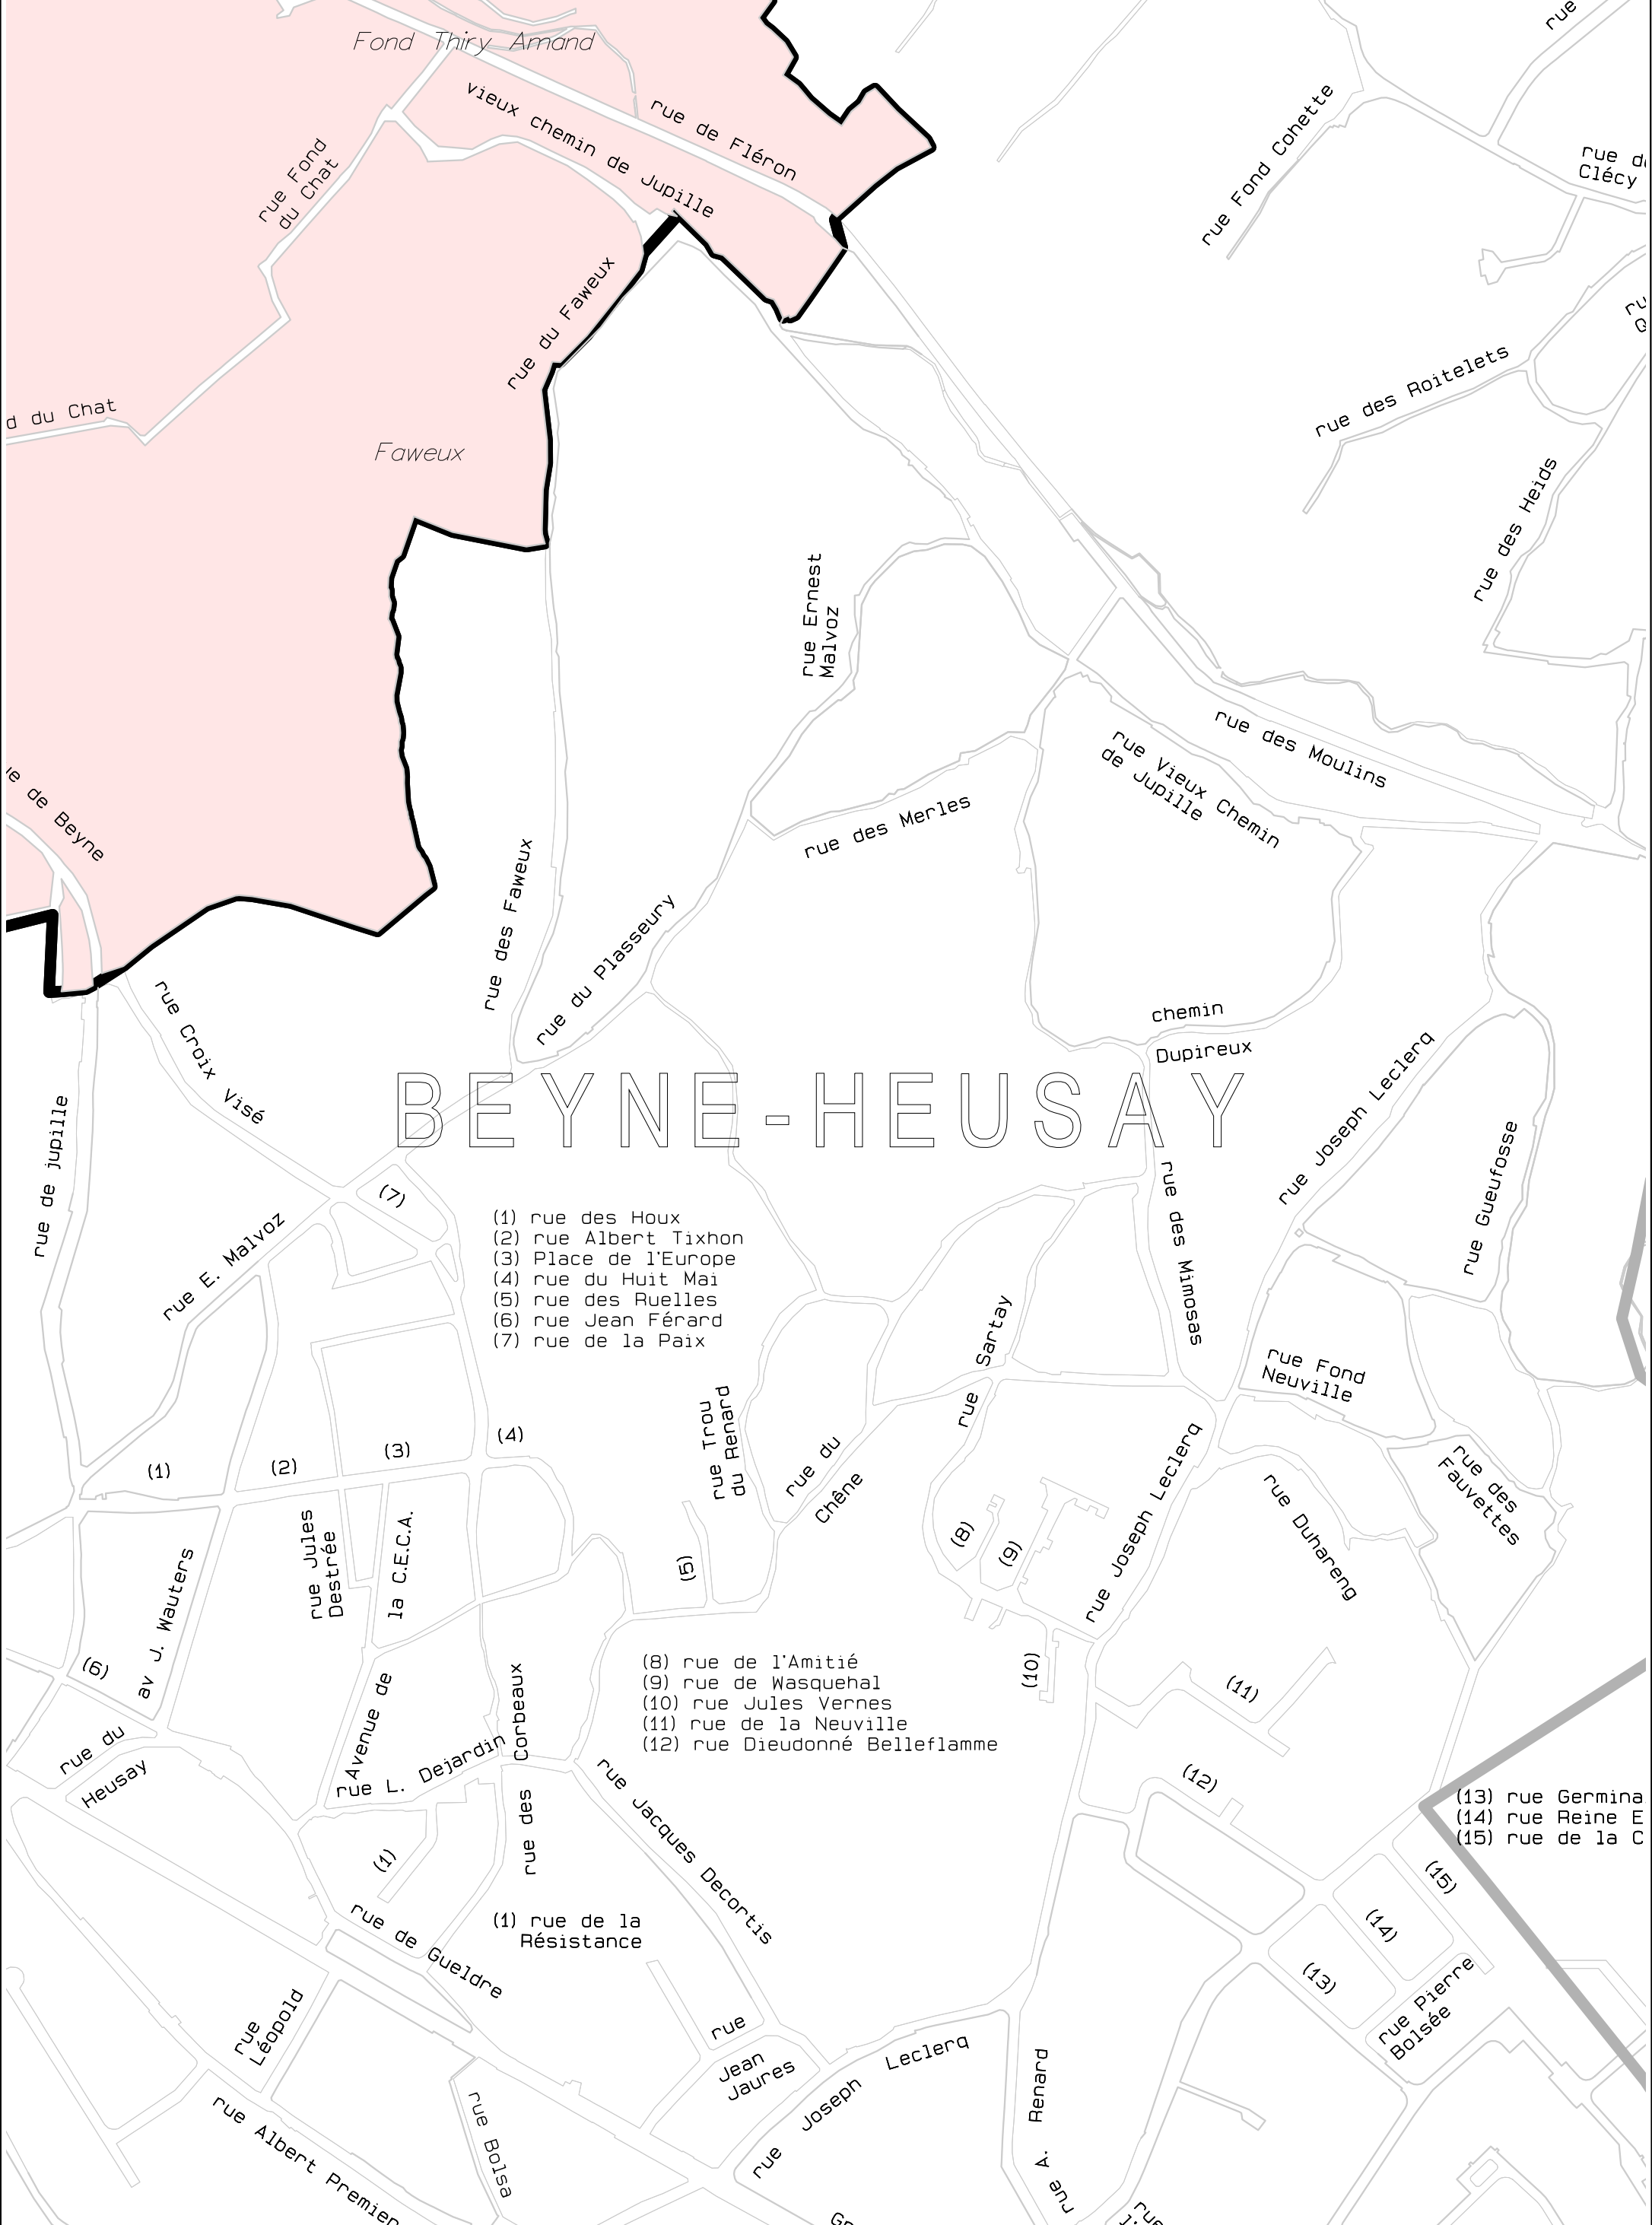 Fond Thiry Amand
rue
vieux chemin de Jupille
rue de Fléron
rue Fond Cohette
rue Fond
du Chat
Clécy
rue du Faweux
rue des Roitelets
d du Chat
Faweux
rue des Heids
rue Ernest
Malvoz
rue des Moulins
rue Vieux Chemin
de Jupille
de Beyne
rue des Merles
rue des Faweux
rue du Plasseury
rue Croix Visé
chemin
Dupireux
rue Joseph Leclerq
BEYNE-HEUSAY
rue de jupille
rue Gueufosse
(7)
rue des Mimosas
rue E. Malvoz
(1) rue des Houx
(2) rue Albert Tixhon
(3) Place de l'Europe
(4) rue du Huit Mai
(5) rue des Ruelles
(6) rue Jean Férard
(7) rue de la Paix
rue Sartay
rue Fond
Neuville
rue Trou
du Renard
(1)
(2)
(3)
(4)
rue du
Chêne
rue Joseph Leclerq
rue des
Fauvettes
rue Duhareng
rue Jules
Destrée
la C.E.C.A.
(5)
(8)
(9)
av J. Wauters
(6)
(8) rue de l'Amitié
(9) rue de Wasquehal
(10) rue Jules Vernes
(11) rue de la Neuville
(12) rue Dieudonné Belleflamme
(10)
(11)
rue du
Heusay
Avenue de
rue L. Dejardin
rue des Corbeaux
rue Jacques Decortis
(12)
(13) rue Germina
(14) rue Reine E
(15) rue de la C
(1)
(15)
rue de Gueldre
(1) rue de la
Résistance
(14)
(13)
rue Pierre
Bolsée
rue
Léopold
rue
Jean
Jaures
rue Joseph Leclerq
rue A. Renard
rue Albert Premier
rue Bolsa